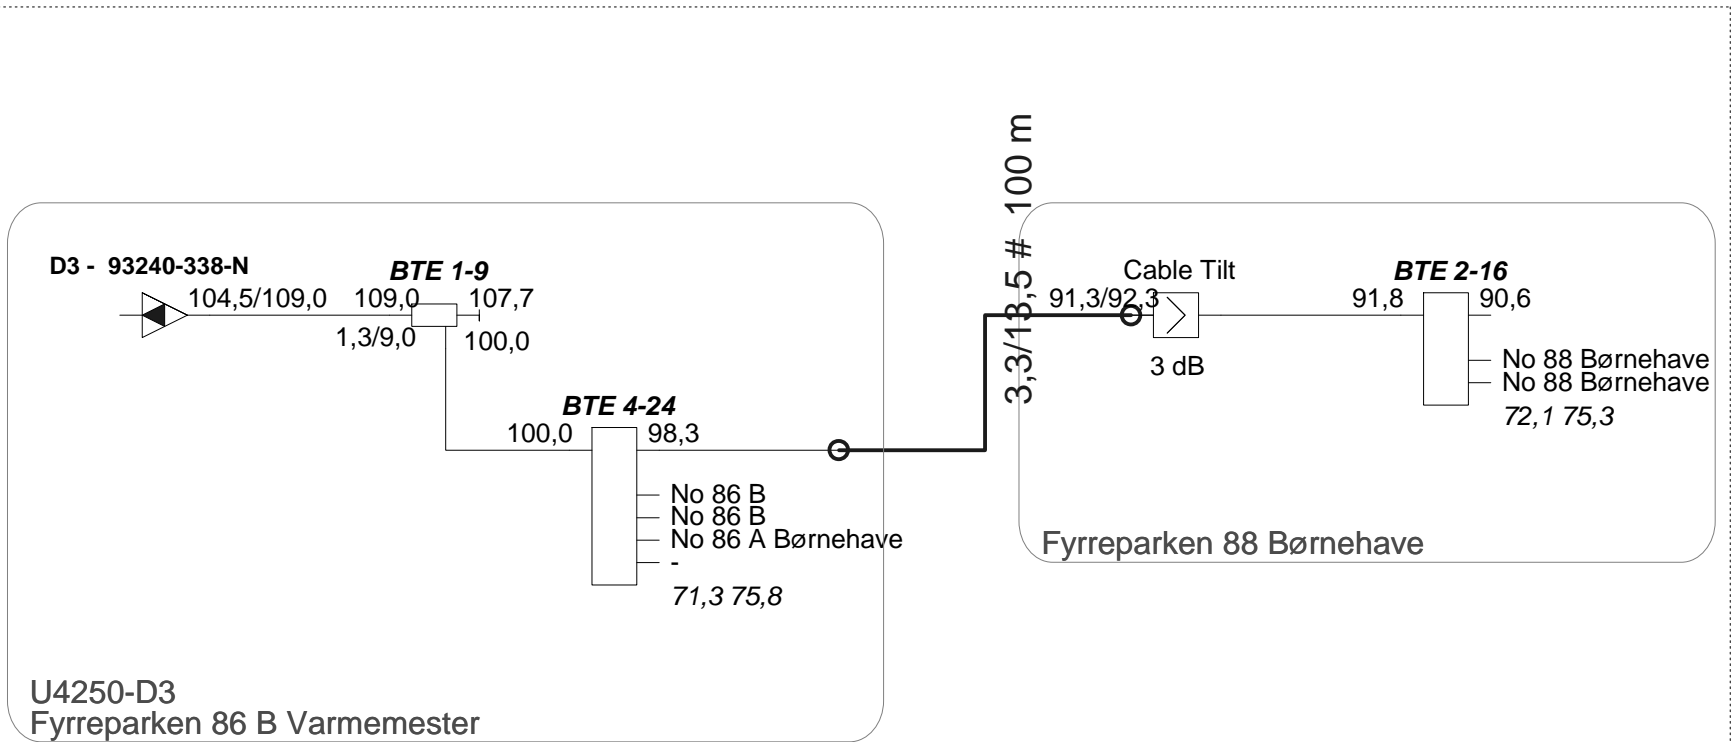 D3 - 93240-338-N
104,5/109,0
BTE 1-9
109,0
107,7
1,3/9,0
100,0
BTE 4-24
100,0
98,3
No 86 B
No 86 B
No 86 A Børnehave
-
71,3 75,8
U4250-D3
Fyrreparken 86 B Varmemester
3,3/13,5 # 100 m
91,3/92,3
Cable Tilt
3 dB
BTE 2-16
91,8
90,6
No 88 Børnehave
No 88 Børnehave
72,1 75,3
Fyrreparken 88 Børnehave